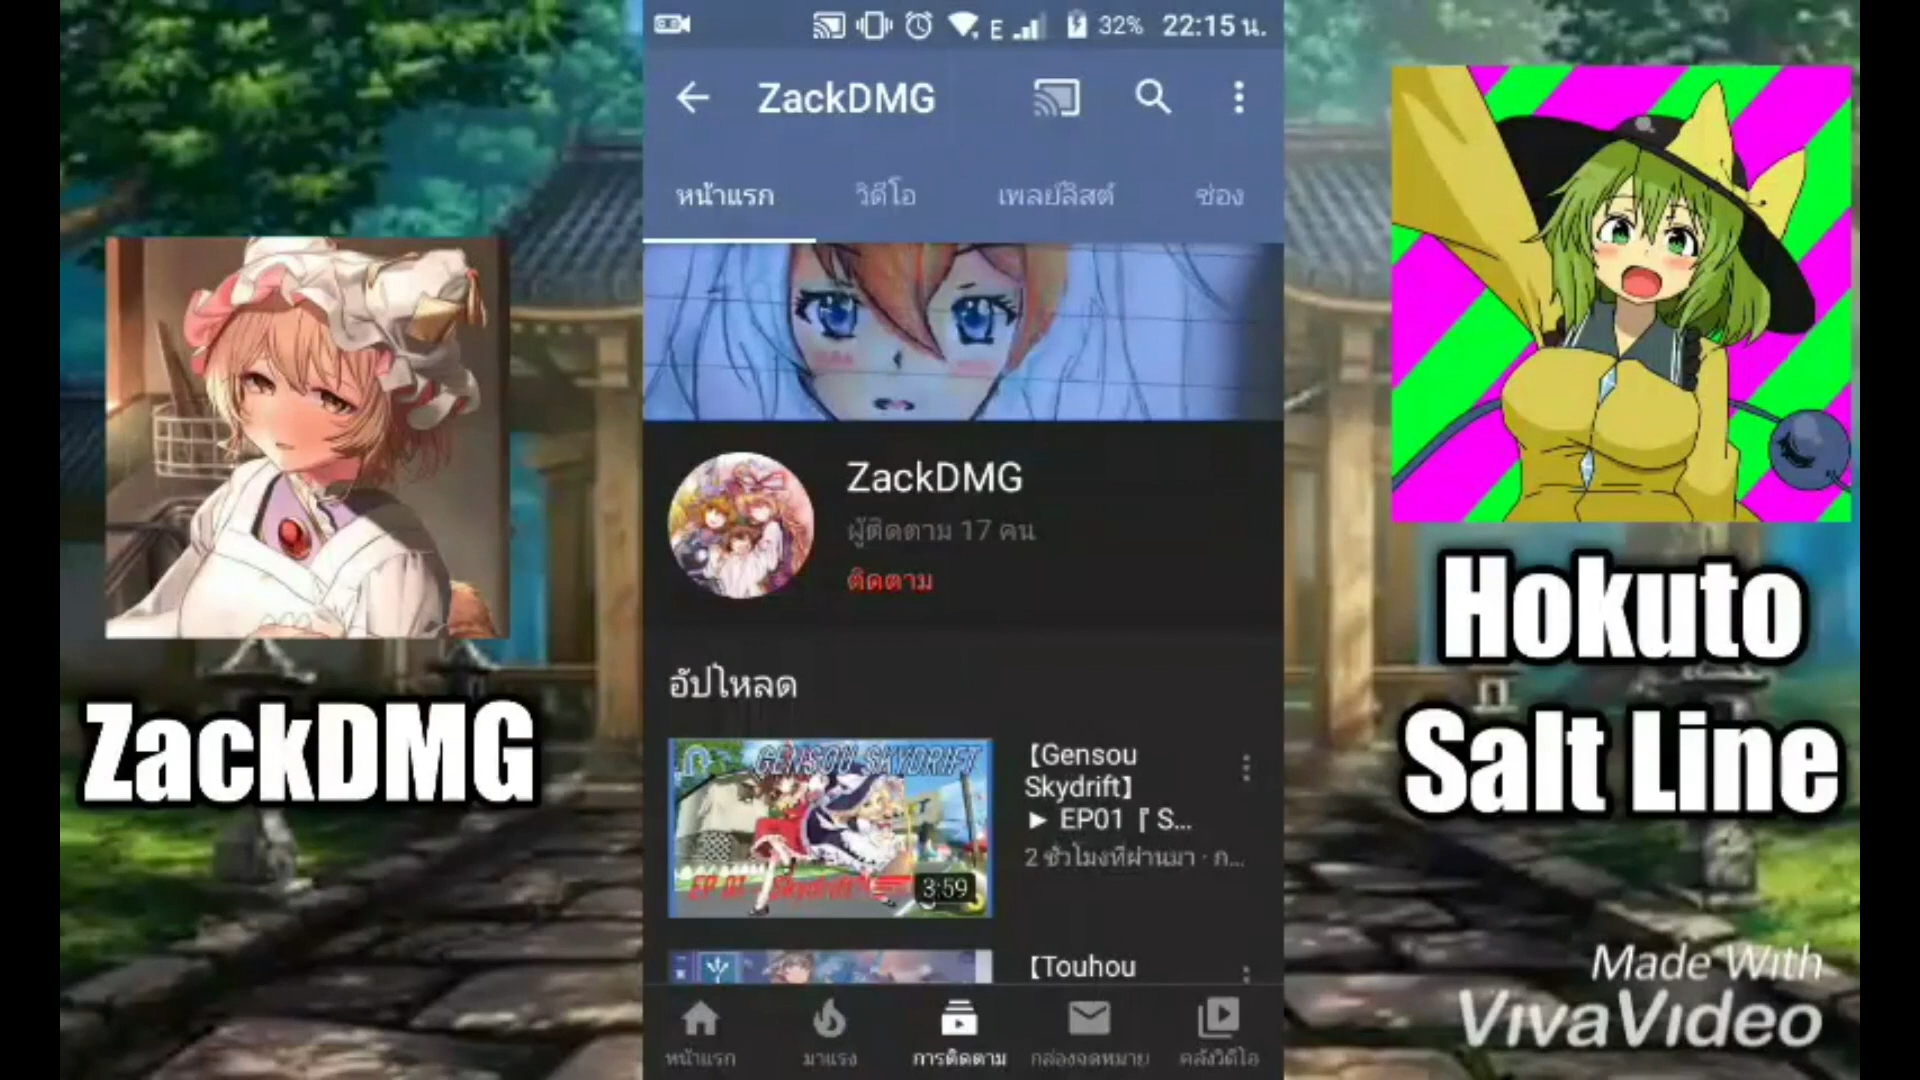 E 32% 22:15 น.
ZackDMG
หน้าแรก วิดีโอ เพลย์ลิสต์ ช่อง
ZackDMG
ผู้ติดตาม 17 คน
ติดตาม
อัปโหลด
GENSOU SKYDRIFT
EP 01 - Skydrift!!
3:59
【Gensou
Skydrift】
► EP01『 S...
2 ชั่วโมงที่ผ่านมา · ก...
【Touhou
หน้าแรก มาแรง การติดตาม กล่องจดหมาย คลังวิดีโอ
ZackDMG
Hokuto
Salt Line
Made With
VivaVideo